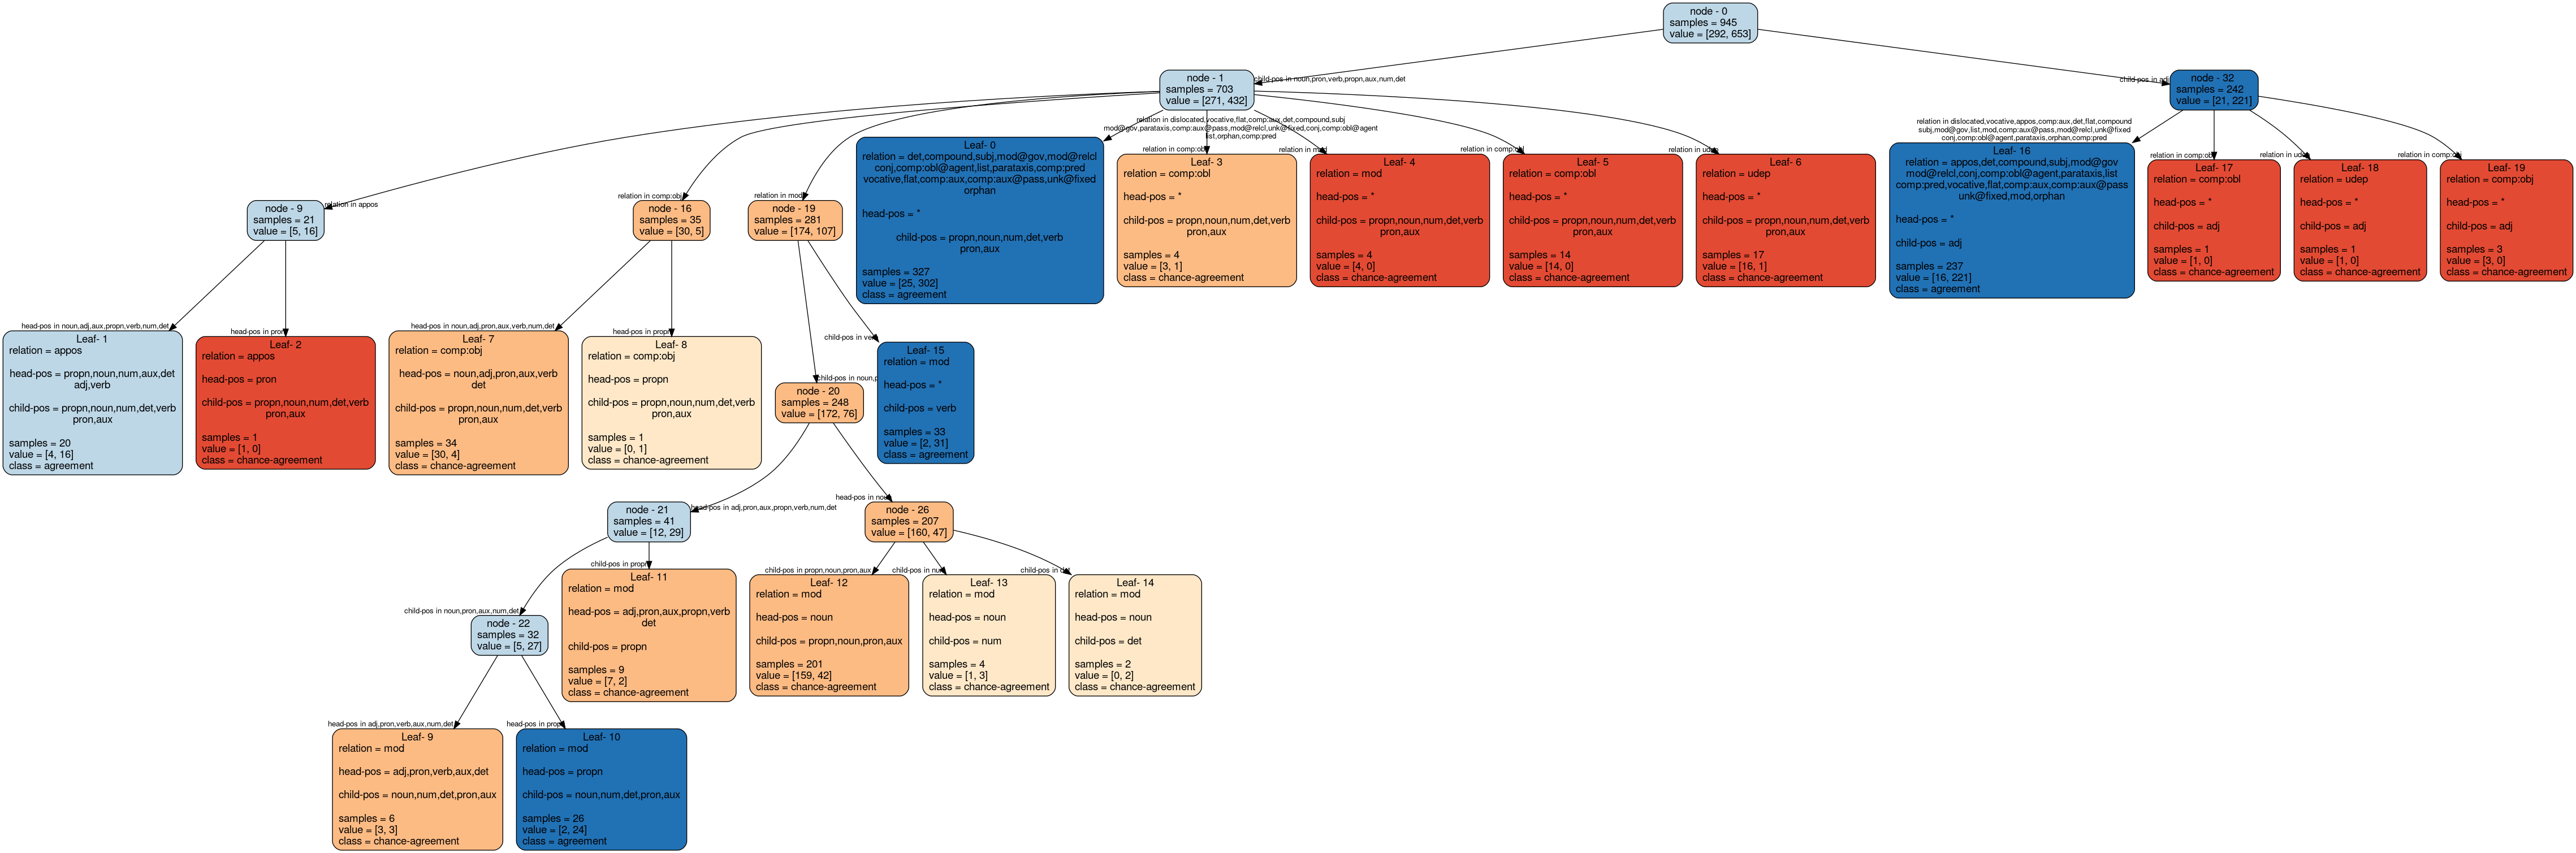 node - 0
samples = 945
value = [292, 653]
child-pos in noun,pron,verb,propn,aux,num,det
node - 1
samples = 703
value = [271, 432]
node - 32
samples = 242
value = [21, 221]
relation in appos
node - 9
samples = 21
value = [5, 16]
relation in comp:obj
node - 16
samples = 35
value = [30, 5]
relation in mod
node - 19
samples = 281
value = [174, 107]
relation in dislocated,vocative,flat,comp:aux,det,compound,subj
mod@gov,parataxis,comp:aux@pass,mod@relcl,unk@fixed,conj,comp:obl@agent
list,orphan,comp:pred
Leaf- 0
relation = det,compound,subj,mod@gov,mod@relcl
conj,comp:obl@agent,list,parataxis,comp:pred
vocative,flat,comp:aux,comp:aux@pass,unk@fixed
orphan
head-pos = *
child-pos = propn,noun,num,det,verb
pron,aux
samples = 327
value = [25, 302]
class = agreement
Leaf- 3
relation = comp:obl
head-pos = *
child-pos = propn,noun,num,det,verb
pron,aux
samples = 4
value = [3, 1]
class = chance-agreement
Leaf- 4
relation = mod
head-pos = *
child-pos = propn,noun,num,det,verb
pron,aux
samples = 4
value = [4, 0]
class = chance-agreement
Leaf- 5
relation = comp:obl
head-pos = *
child-pos = propn,noun,num,det,verb
pron,aux
samples = 14
value = [14, 0]
class = chance-agreement
Leaf- 6
relation = udep
head-pos = *
child-pos = propn,noun,num,det,verb
pron,aux
samples = 17
value = [16, 1]
class = chance-agreement
relation in dislocated,vocative,appos,comp:aux,det,flat,compound
subj,mod@gov,list,mod,comp:aux@pass,mod@relcl,unk@fixed
conj,comp:obl@agent,parataxis,orphan,comp:pred
Leaf- 16
relation = appos,det,compound,subj,mod@gov
mod@relcl,conj,comp:obl@agent,parataxis,list
comp:pred,vocative,flat,comp:aux,comp:aux@pass
unk@fixed,mod,orphan
head-pos = *
child-pos = adj
samples = 237
value = [16, 221]
class = agreement
Leaf- 17
relation = comp:obl
head-pos = *
child-pos = adj
samples = 1
value = [1, 0]
class = chance-agreement
Leaf- 18
relation = udep
head-pos = *
child-pos = adj
samples = 1
value = [1, 0]
class = chance-agreement
Leaf- 19
relation = comp:obj
head-pos = *
child-pos = adj
samples = 3
value = [3, 0]
class = chance-agreement
head-pos in noun,adj,aux,propn,verb,num,det
Leaf- 1
relation = appos
head-pos = propn,noun,num,aux,det
adj,verb
child-pos = propn,noun,num,det,verb
pron,aux
samples = 20
value = [4, 16]
class = agreement
head-pos in pron
Leaf- 2
relation = appos
head-pos = pron
child-pos = propn,noun,num,det,verb
pron,aux
samples = 1
value = [1, 0]
class = chance-agreement
head-pos in noun,adj,pron,aux,verb,num,det
Leaf- 7
relation = comp:obj
head-pos = noun,adj,pron,aux,verb
det
child-pos = propn,noun,num,det,verb
pron,aux
samples = 34
value = [30, 4]
class = chance-agreement
head-pos in propn
Leaf- 8
relation = comp:obj
head-pos = propn
child-pos = propn,noun,num,det,verb
pron,aux
samples = 1
value = [0, 1]
class = chance-agreement
node - 20
samples = 248
value = [172, 76]
Leaf- 15
relation = mod
head-pos = *
child-pos = verb
samples = 33
value = [2, 31]
class = agreement
head-pos in adj,pron,aux,propn,verb,num,det
node - 21
samples = 41
value = [12, 29]
head-pos in noun
node - 26
samples = 207
value = [160, 47]
child-pos in noun,pron,aux,num,det
node - 22
samples = 32
value = [5, 27]
child-pos in propn
Leaf- 11
relation = mod
head-pos = adj,pron,aux,propn,verb
det
child-pos = propn
samples = 9
value = [7, 2]
class = chance-agreement
child-pos in propn,noun,pron,aux
Leaf- 12
relation = mod
head-pos = noun
child-pos = propn,noun,pron,aux
samples = 201
value = [159, 42]
class = chance-agreement
child-pos in num
Leaf- 13
relation = mod
head-pos = noun
child-pos = num
samples = 4
value = [1, 3]
class = chance-agreement
child-pos in det
Leaf- 14
relation = mod
head-pos = noun
child-pos = det
samples = 2
value = [0, 2]
class = chance-agreement
head-pos in adj,pron,verb,aux,num,det
Leaf- 9
relation = mod
head-pos = adj,pron,verb,aux,det
child-pos = noun,num,det,pron,aux
samples = 6
value = [3, 3]
class = chance-agreement
head-pos in propn
Leaf- 10
relation = mod
head-pos = propn
child-pos = noun,num,det,pron,aux
samples = 26
value = [2, 24]
class = agreement